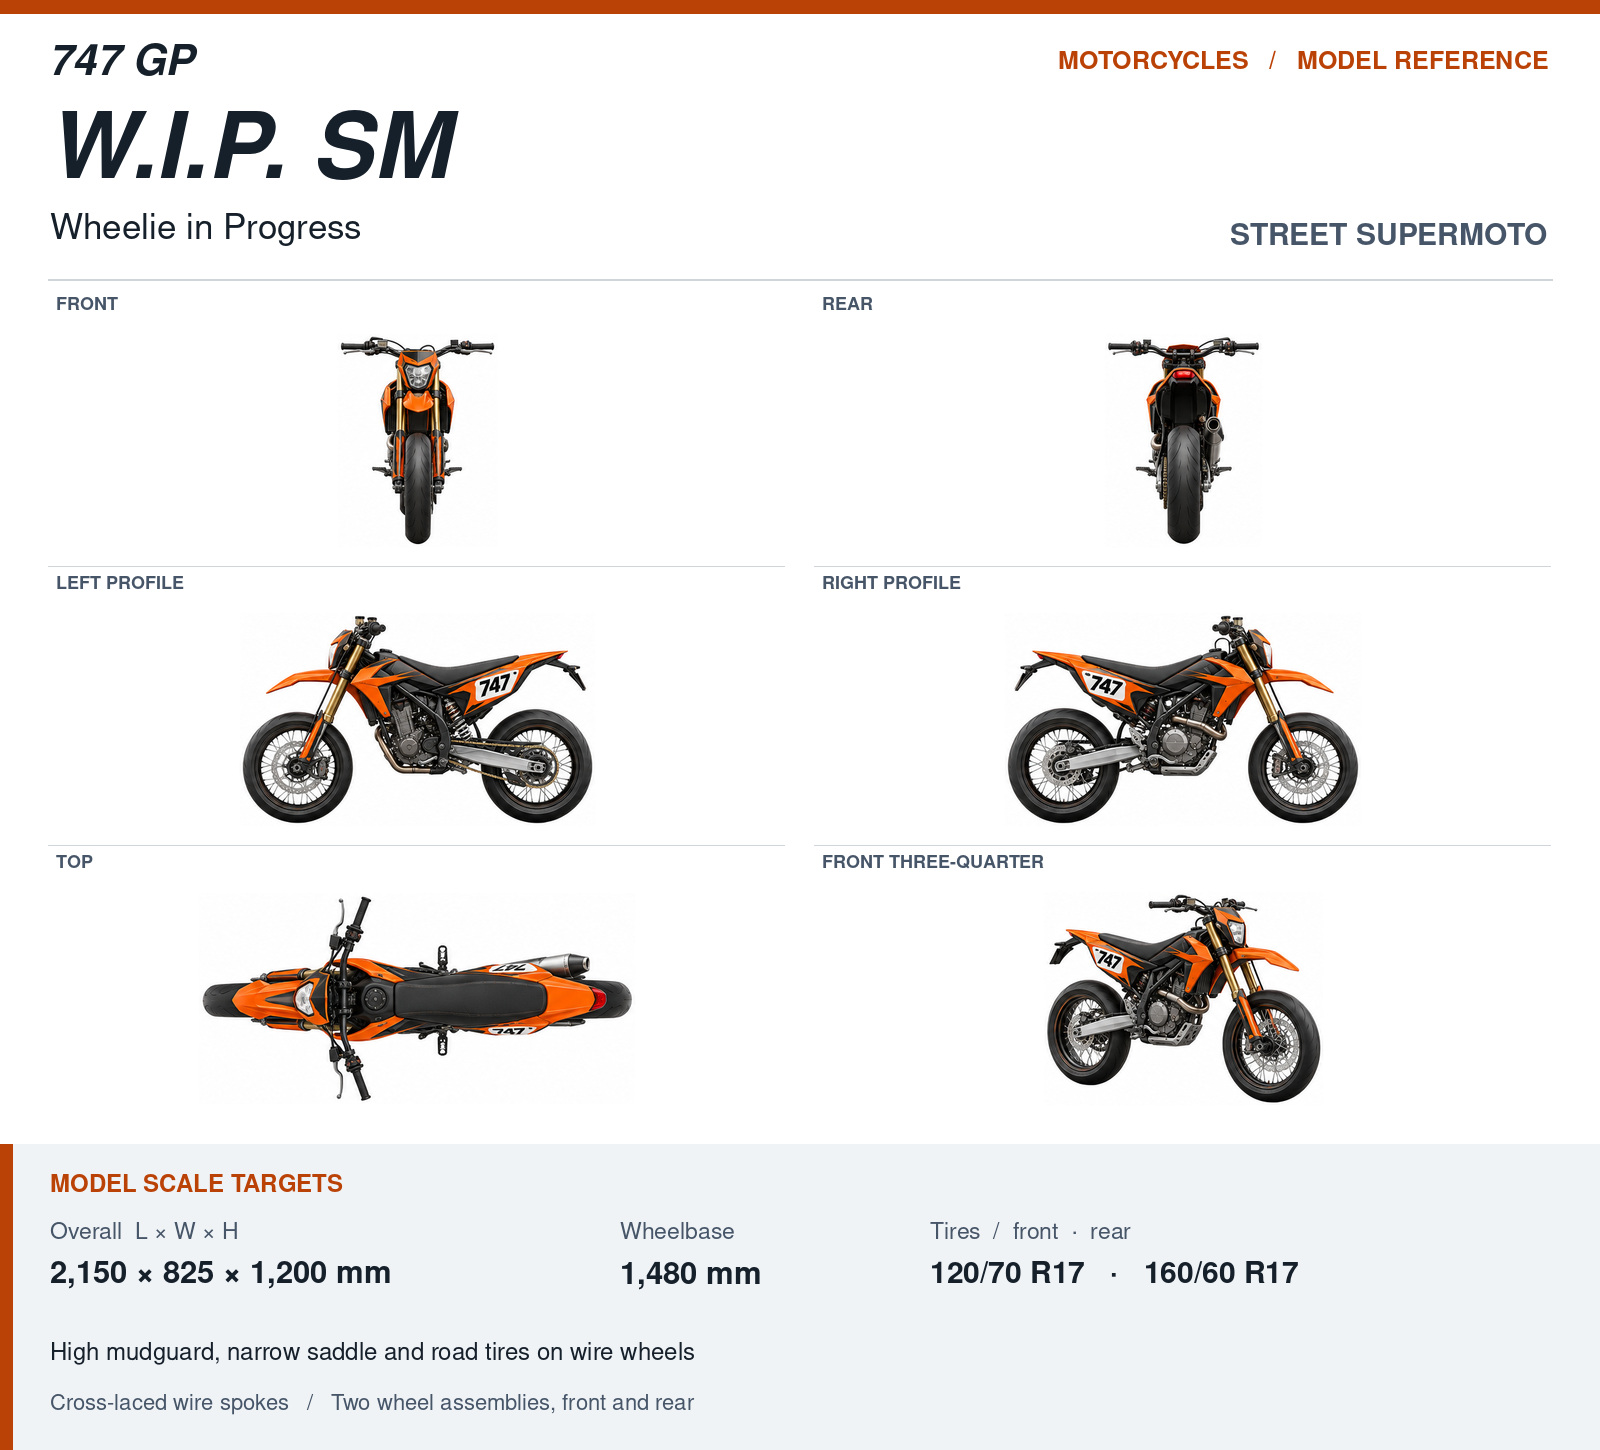 747 GP
MOTORCYCLES / MODEL REFERENCE
W.I.P. SM
Wheelie in Progress
STREET SUPERMOTO
FRONT
REAR
LEFT PROFILE
747
RIGHT PROFILE
747
TOP
747
747
FRONT THREE-QUARTER
747
MODEL SCALE TARGETS
Overall L × W × H
2,150 × 825 × 1,200 mm
Wheelbase
1,480 mm
Tires / front · rear
120/70 R17 · 160/60 R17
High mudguard, narrow saddle and road tires on wire wheels
Cross-laced wire spokes / Two wheel assemblies, front and rear